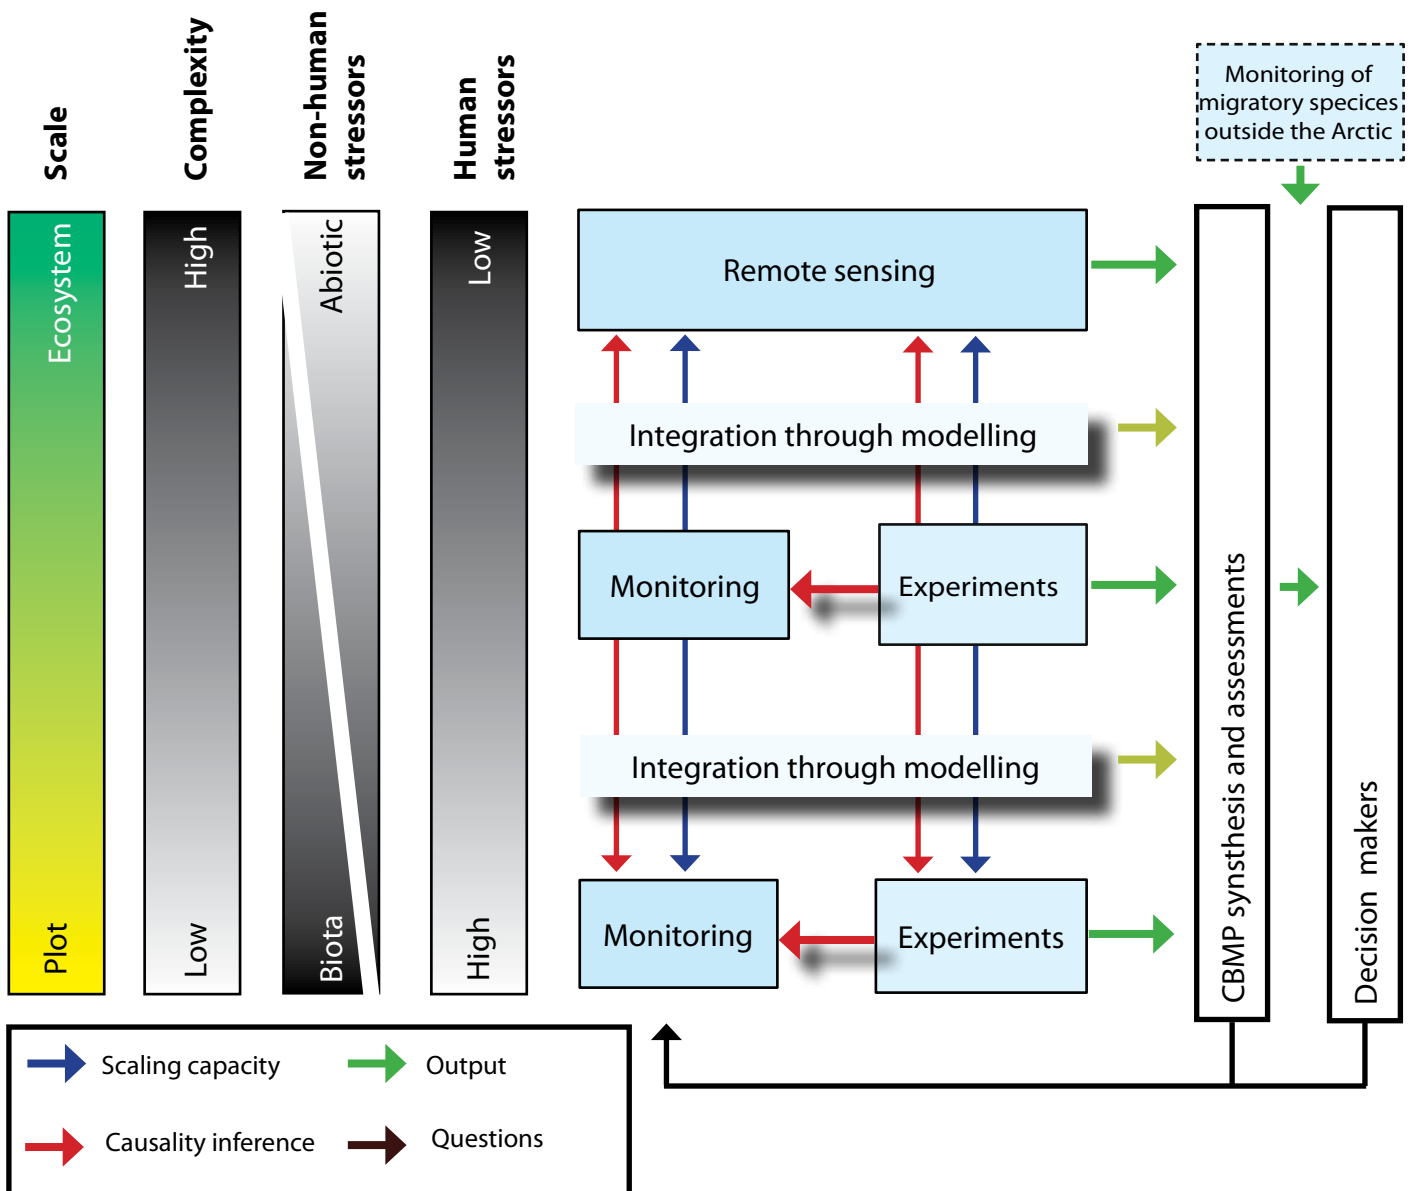 Scale
Complexity
Non-human
stressors
Human
stressors
Monitoring of
migratory specices
outside the Arctic
Ecosystem
Plot
High
Low
Abiotic
Biota
Low
High
Remote sensing
Integration through modelling
Monitoring
Experiments
Integration through modelling
Monitoring
Experiments
CBMP synsthesis and assessments
Decision makers
Scaling capacity
Output
Causality inference
Questions